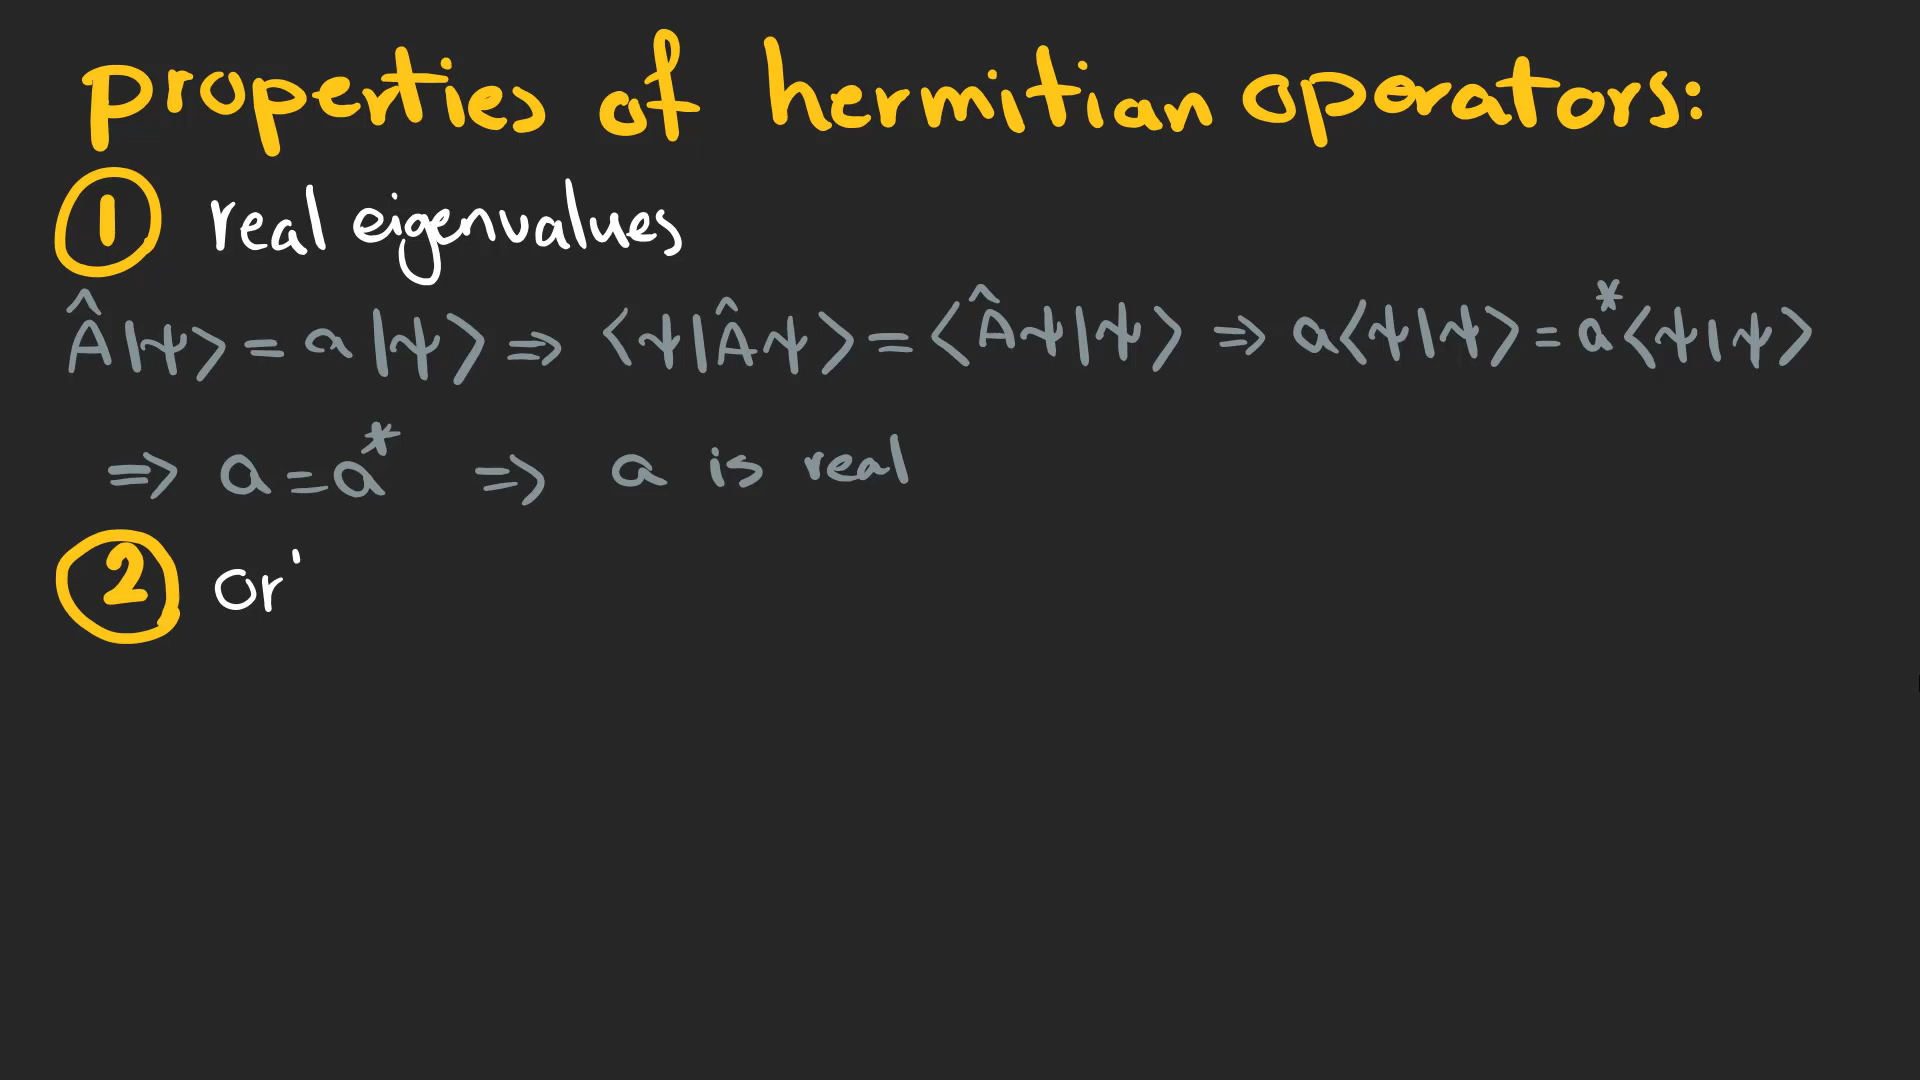 properties of hermitian operators:
① real eigenvalues
Â|ψ> = a|ψ> ⇒ <ψ|Âψ> = <Âψ|ψ> ⇒ a<ψ|ψ> = a*<ψ|ψ>
⇒ a = a* ⇒ a is real
② or